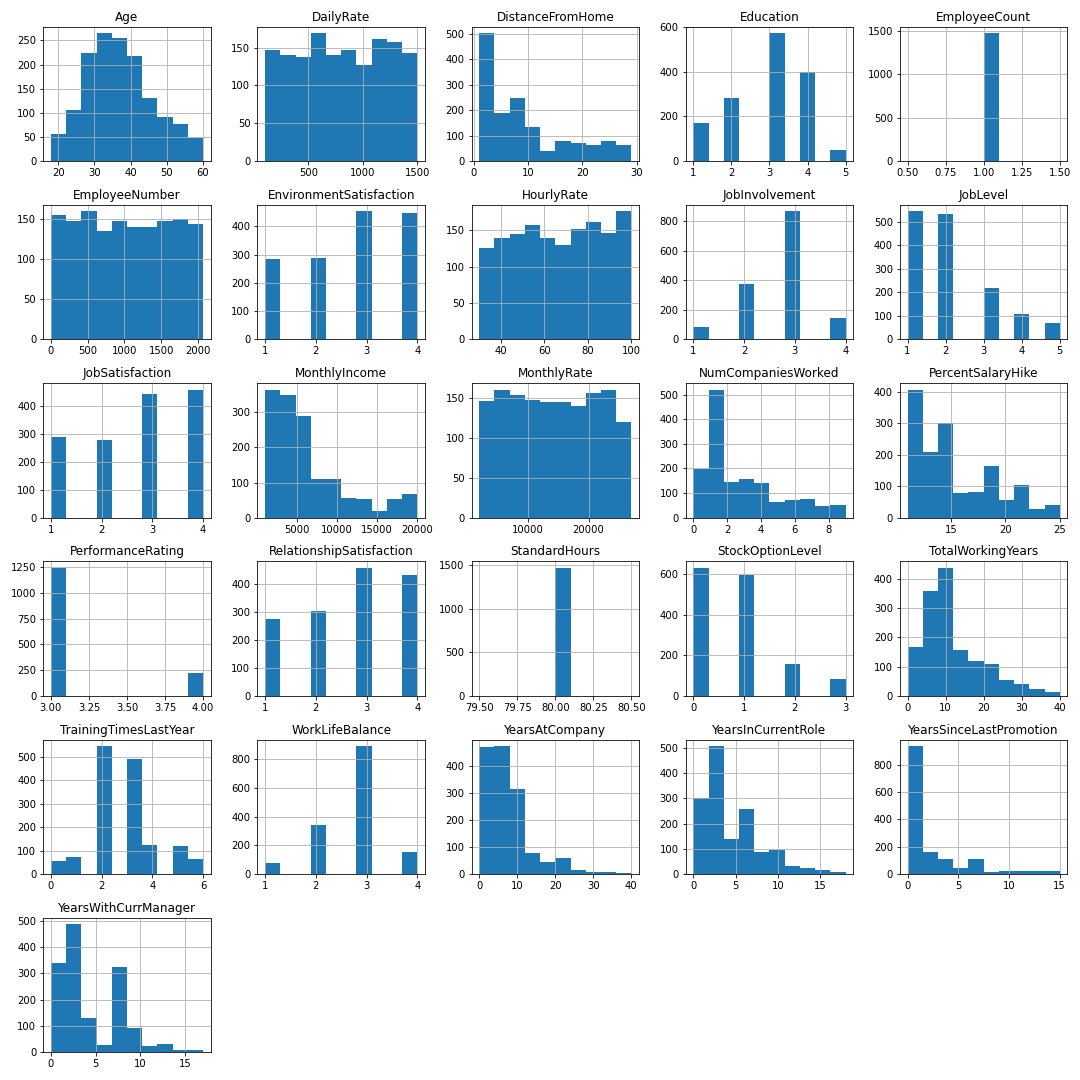 Age DailyRate DistanceFromHome Education EmployeeCount
250 200 150 100 50 0
20 30 40 50 60
150 100 50 0
500 1000 1500
500 400 300 200 100 0
0 10 20 30
600 400 200 0
1 2 3 4 5
1500 1000 500 0
0.50 0.75 1.00 1.25 1.50
EmployeeNumber EnvironmentSatisfaction HourlyRate JobInvolvement JobLevel
150 100 50 0
0 500 1000 1500 2000
400 300 200 100 0
1 2 3 4
150 100 50 0
40 60 80 100
800 600 400 200 0
1 2 3 4
500 400 300 200 100 0
1 2 3 4 5
JobSatisfaction MonthlyIncome MonthlyRate NumCompaniesWorked PercentSalaryHike
400 300 200 100 0
1 2 3 4
300 200 100 0
5000 10000 15000 20000
150 100 50 0
10000 20000
500 400 300 200 100 0
0 2 4 6 8
400 300 200 100 0
15 20 25
PerformanceRating RelationshipSatisfaction StandardHours StockOptionLevel TotalWorkingYears
1250 1000 750 500 250 0
3.00 3.25 3.50 3.75 4.00
400 300 200 100 0
1 2 3 4
1500 1000 500 0
79.50 79.75 80.00 80.25 80.50
600 400 200 0
0 1 2 3
400 300 200 100 0
0 10 20 30 40
TrainingTimesLastYear WorkLifeBalance YearsAtCompany YearsInCurrentRole YearsSinceLastPromotion
500 400 300 200 100 0
0 2 4 6
800 600 400 200 0
1 2 3 4
400 300 200 100 0
0 10 20 30 40
500 400 300 200 100 0
0 5 10 15
800 600 400 200 0
0 5 10 15
YearsWithCurrManager
500 400 300 200 100 0
0 5 10 15